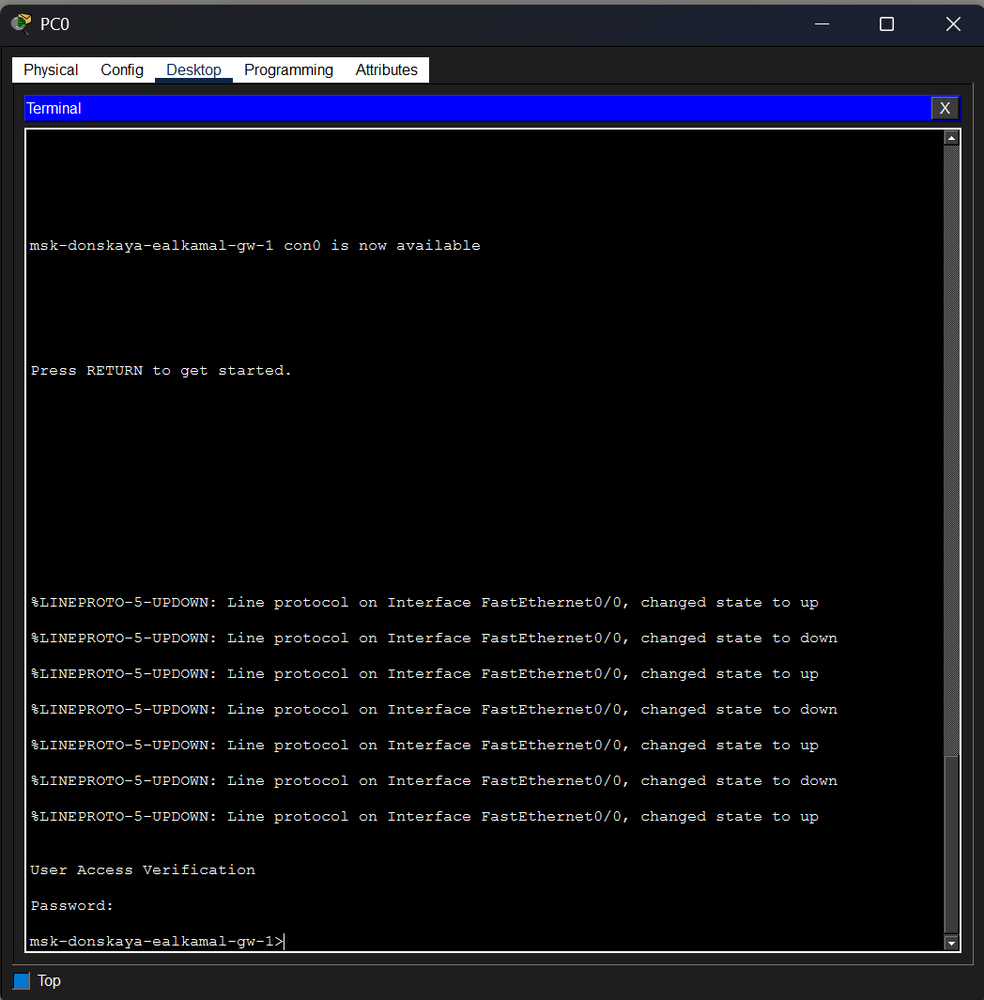 PC0
Physical Config Desktop Programming Attributes
Terminal X
msk-donskaya-ealkamal-gw-1 con0 is now available
Press RETURN to get started.
%LINEPROTO-5-UPDOWN: Line protocol on Interface FastEthernet0/0, changed state to up
%LINEPROTO-5-UPDOWN: Line protocol on Interface FastEthernet0/0, changed state to down
%LINEPROTO-5-UPDOWN: Line protocol on Interface FastEthernet0/0, changed state to up
%LINEPROTO-5-UPDOWN: Line protocol on Interface FastEthernet0/0, changed state to down
%LINEPROTO-5-UPDOWN: Line protocol on Interface FastEthernet0/0, changed state to up
%LINEPROTO-5-UPDOWN: Line protocol on Interface FastEthernet0/0, changed state to down
%LINEPROTO-5-UPDOWN: Line protocol on Interface FastEthernet0/0, changed state to up
User Access Verification
Password:
msk-donskaya-ealkamal-gw-1>
Top